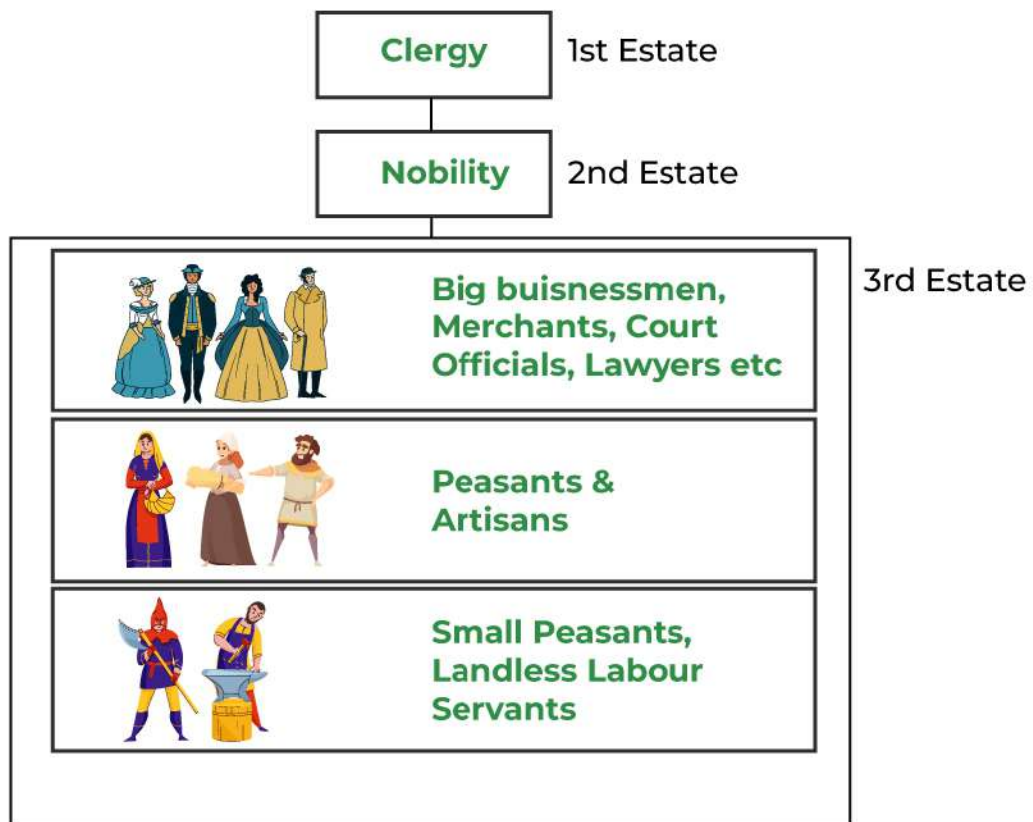 Clergy
1st Estate
Nobility
2nd Estate
3rd Estate
Big buisnessmen,
Merchants, Court
Officials, Lawyers etc
Peasants &
Artisans
Small Peasants,
Landless Labour
Servants